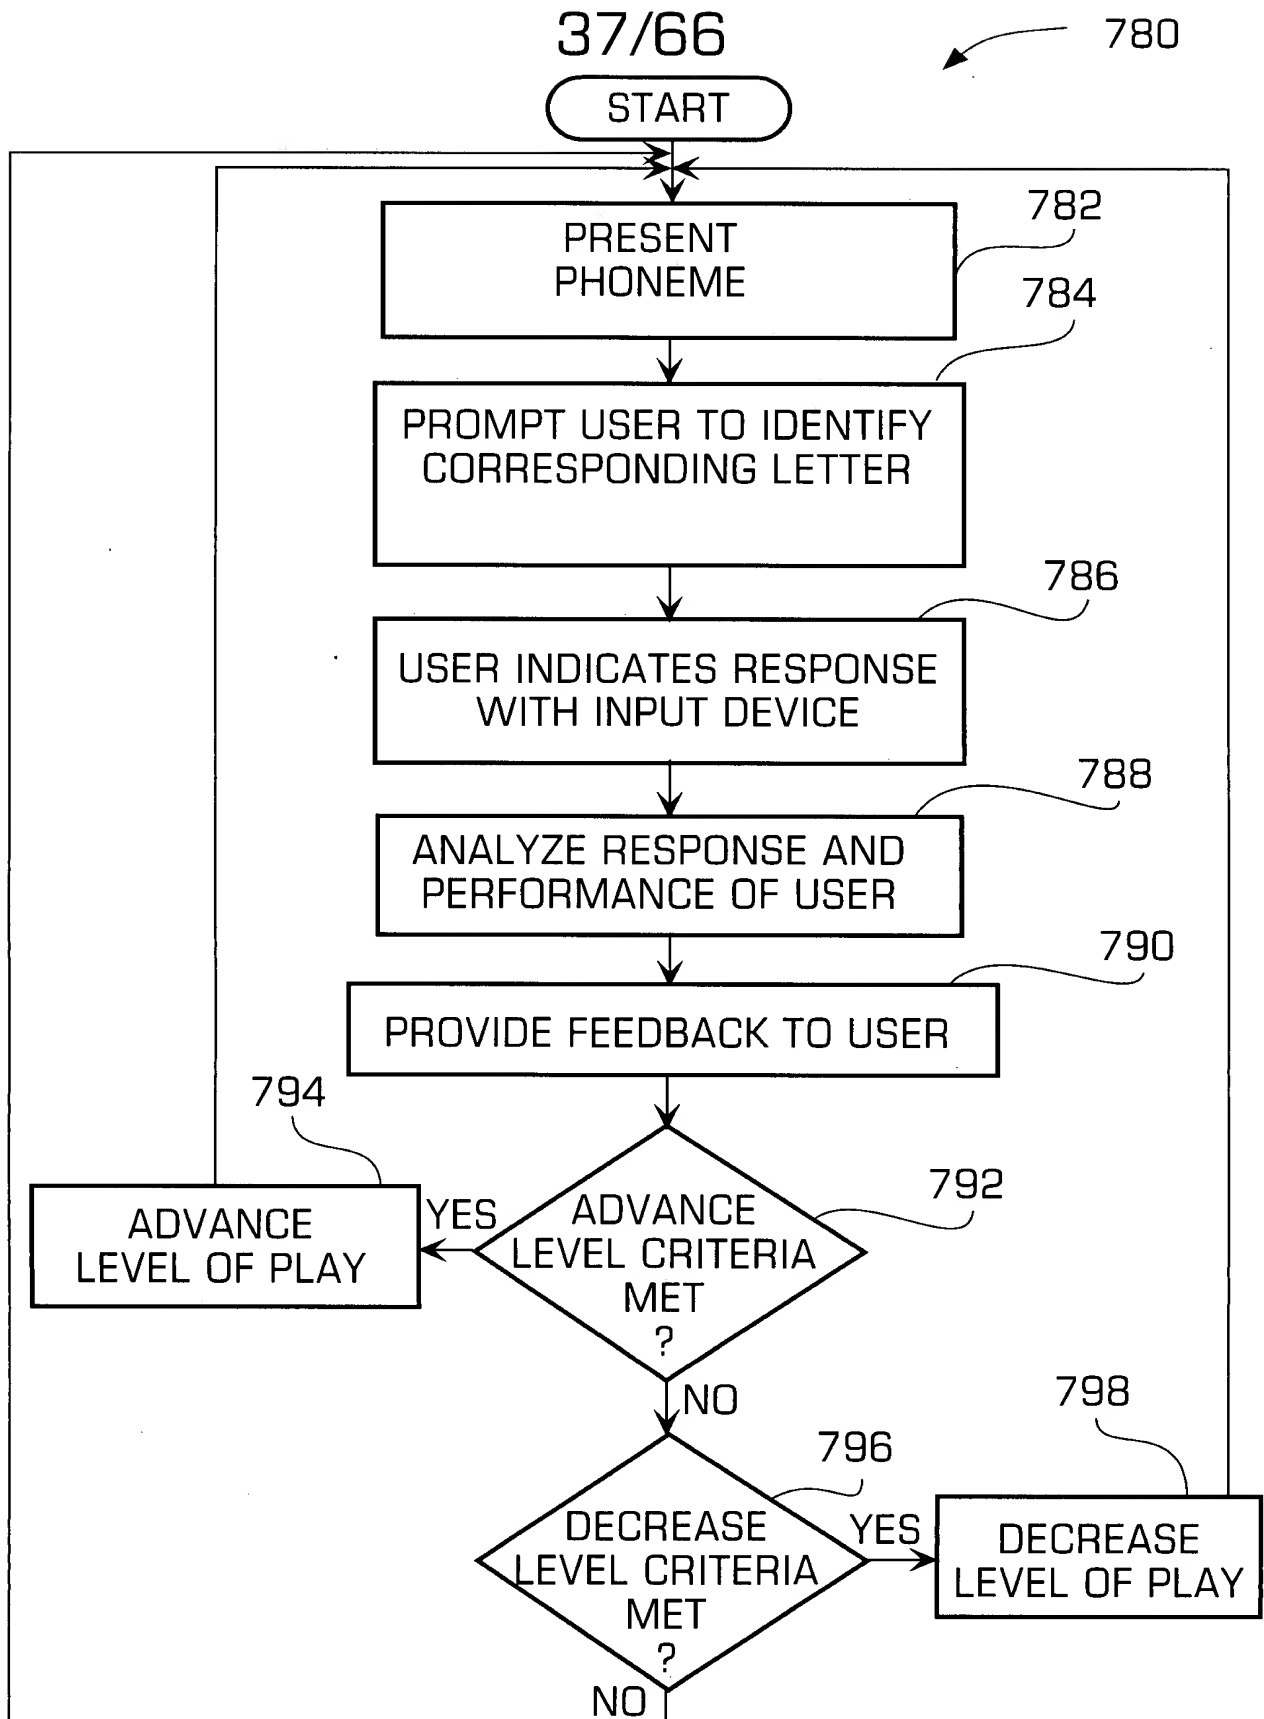 37/66
780
START
782
PRESENT
PHONEME
784
PROMPT USER TO IDENTIFY
CORRESPONDING LETTER
786
USER INDICATES RESPONSE
WITH INPUT DEVICE
788
ANALYZE RESPONSE AND
PERFORMANCE OF USER
790
PROVIDE FEEDBACK TO USER
794
792
ADVANCE
LEVEL OF PLAY
YES
ADVANCE
LEVEL CRITERIA
MET
?
NO
798
796
DECREASE
LEVEL CRITERIA
MET
?
YES
DECREASE
LEVEL OF PLAY
NO